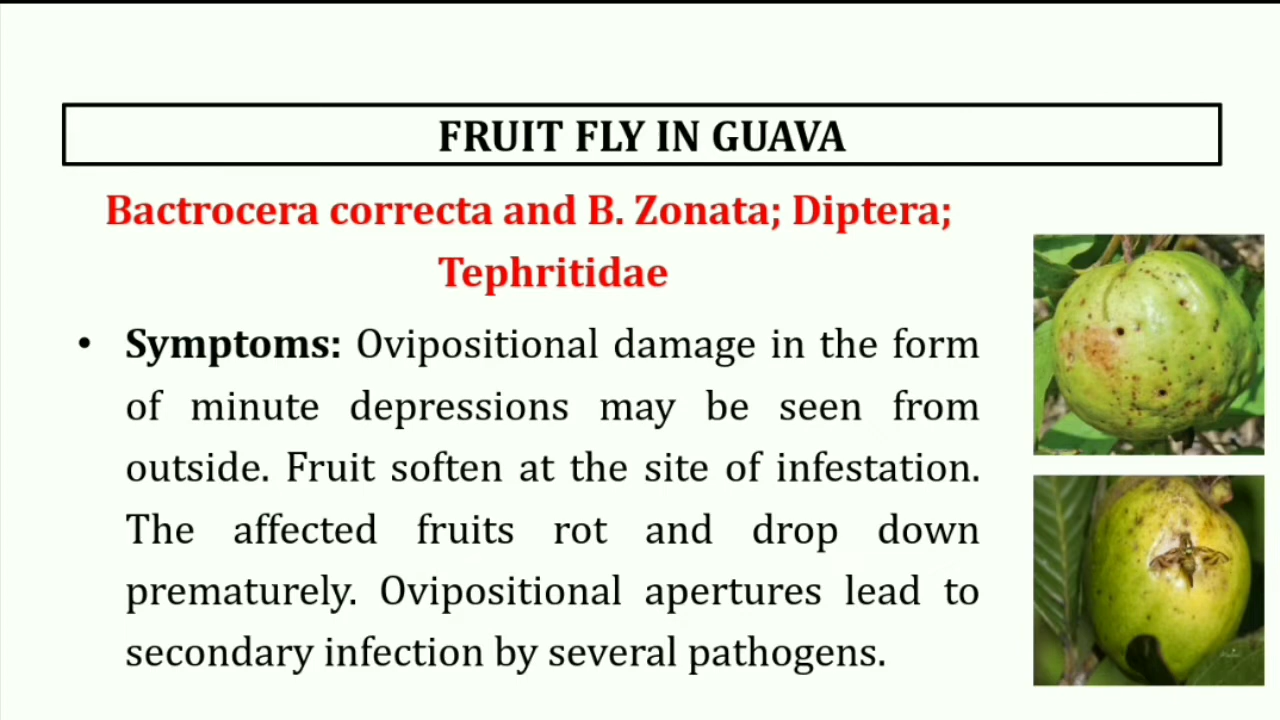 FRUIT FLY IN GUAVA
Bactrocera correcta and B. Zonata; Diptera;
Tephritidae
• Symptoms: Ovipositional damage in the form
of minute depressions may be seen from
outside. Fruit soften at the site of infestation.
The affected fruits rot and drop down
prematurely. Ovipositional apertures lead to
secondary infection by several pathogens.